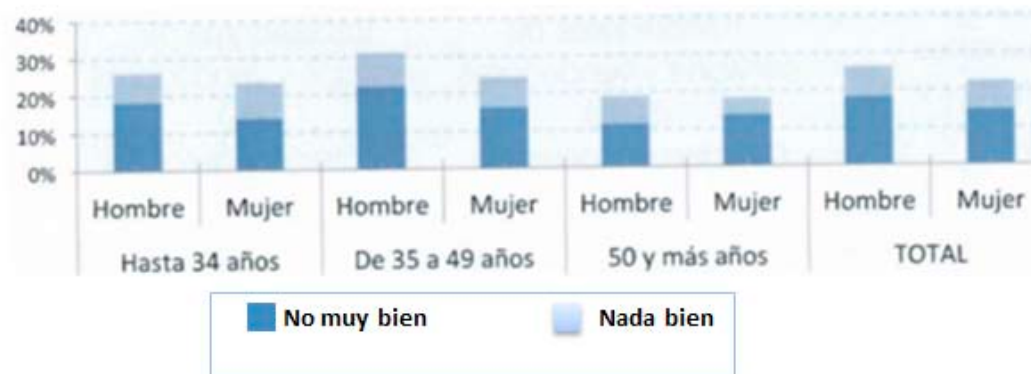 40%
30%
20%
10%
0%
Hombre Mujer Hombre Mujer Hombre Mujer Hombre Mujer
Hasta 34 años De 35 a 49 años 50 y más años TOTAL
No muy bien Nada bien